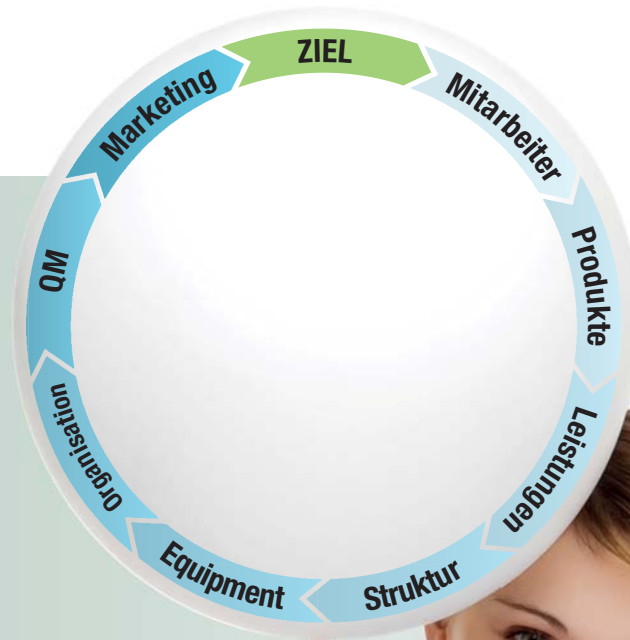 ZIEL
Mitarbeiter
Produkte
Leistungen
Struktur
Equipment
Organisation
QM
Marketing